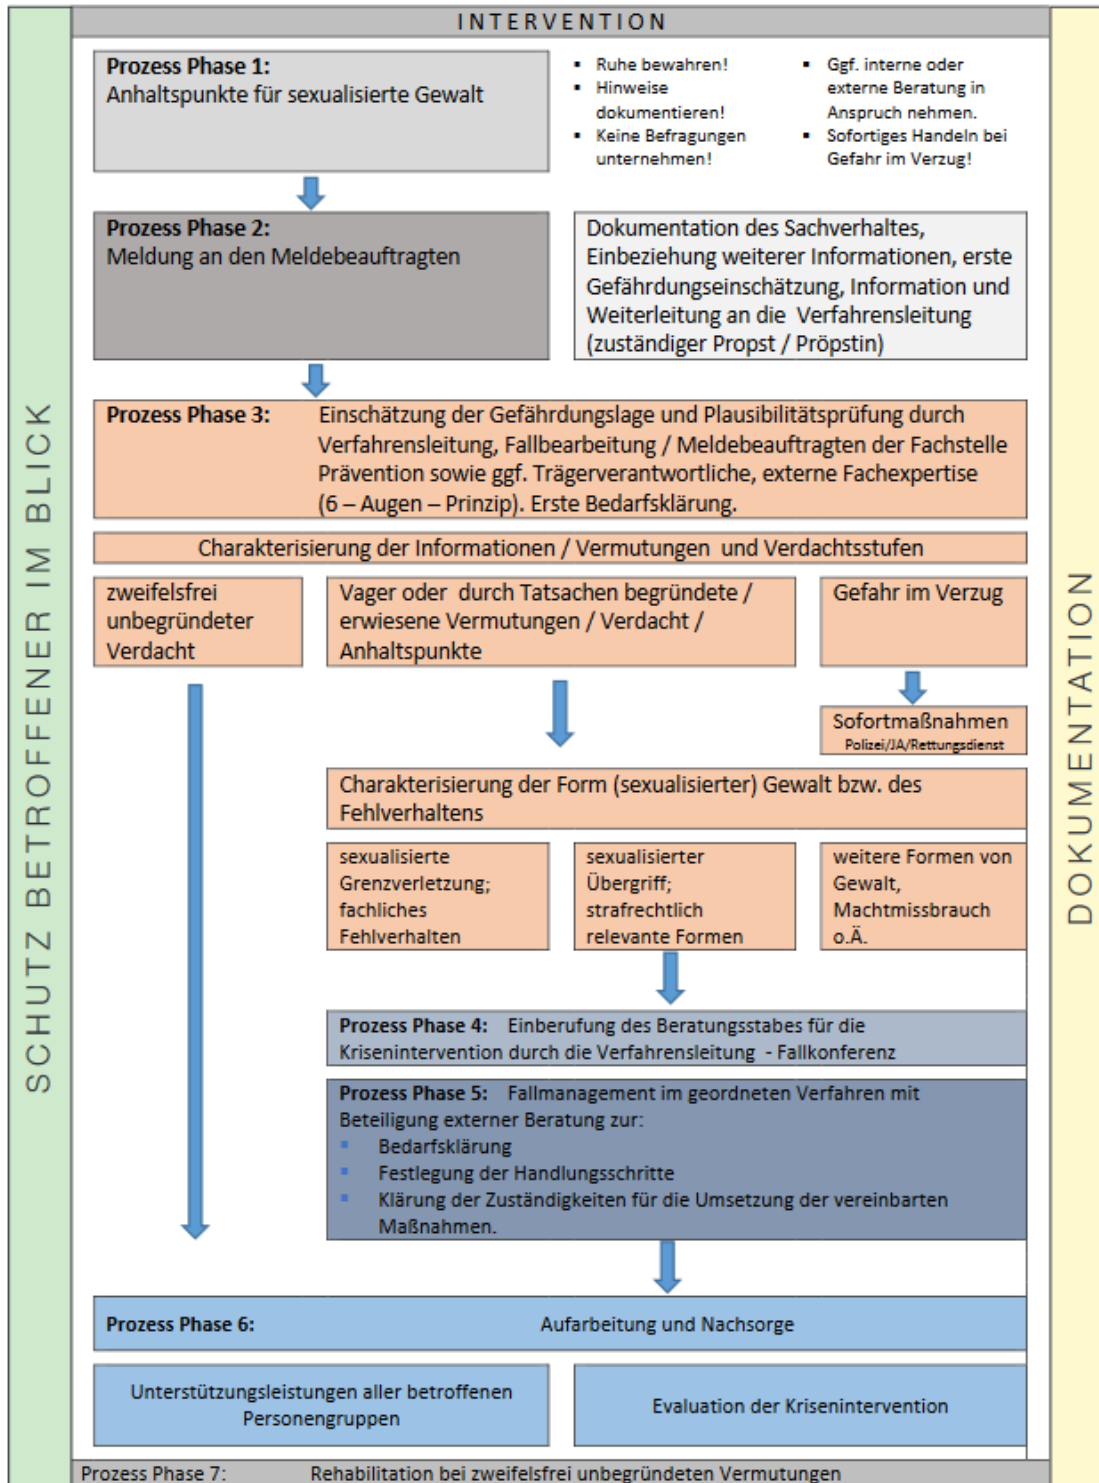 INTERVENTION
SCHUTZ BETROFFENER IM BLICK
DOKUMENTATION
Prozess Phase 1:
Anhaltspunkte für sexualisierte Gewalt
▪ Ruhe bewahren!
▪ Hinweise
dokumentieren!
▪ Keine Befragungen
unternehmen!
▪ Ggf. interne oder
externe Beratung in
Anspruch nehmen.
▪ Sofortiges Handeln bei
Gefahr im Verzug!
Prozess Phase 2:
Meldung an den Meldebeauftragten
Dokumentation des Sachverhaltes,
Einbeziehung weiterer Informationen, erste
Gefährdungseinschätzung, Information und
Weiterleitung an die Verfahrensleitung
(zuständiger Propst / Pröpstin)
Prozess Phase 3: Einschätzung der Gefährdungslage und Plausibilitätsprüfung durch
Verfahrensleitung, Fallbearbeitung / Meldebeauftragten der Fachstelle
Prävention sowie ggf. Trägerverantwortliche, externe Fachexpertise
(6 – Augen – Prinzip). Erste Bedarfsklärung.
Charakterisierung der Informationen / Vermutungen und Verdachtsstufen
zweifelsfrei
unbegründeter
Verdacht
Vager oder durch Tatsachen begründete /
erwiesene Vermutungen / Verdacht /
Anhaltspunkte
Gefahr im Verzug
Sofortmaßnahmen
Polizei/JA/Rettungsdienst
Charakterisierung der Form (sexualisierter) Gewalt bzw. des
Fehlverhaltens
sexualisierte
Grenzverletzung;
fachliches
Fehlverhalten
sexualisierter
Übergriff;
strafrechtlich
relevante Formen
weitere Formen von
Gewalt,
Machtmissbrauch
o.Ä.
Prozess Phase 4: Einberufung des Beratungsstabes für die
Krisenintervention durch die Verfahrensleitung - Fallkonferenz
Prozess Phase 5: Fallmanagement im geordneten Verfahren mit
Beteiligung externer Beratung zur:
▪ Bedarfsklärung
▪ Festlegung der Handlungsschritte
▪ Klärung der Zuständigkeiten für die Umsetzung der vereinbarten
Maßnahmen.
Prozess Phase 6: Aufarbeitung und Nachsorge
Unterstützungsleistungen aller betroffenen
Personengruppen
Evaluation der Krisenintervention
Prozess Phase 7: Rehabilitation bei zweifelsfrei unbegründeten Vermutungen